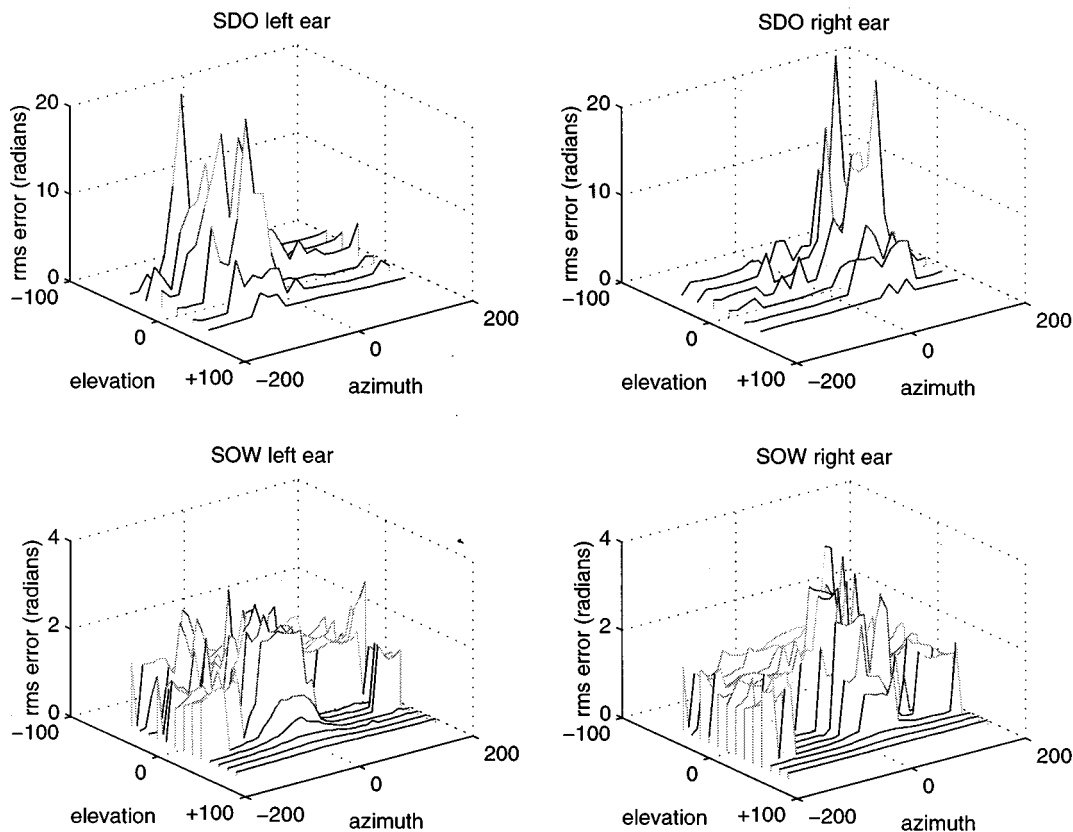 SDO left ear
SDO right ear
20
10
0
rms error (radians)
−100
0
+100
elevation
−200
0
200
azimuth
20
10
0
rms error (radians)
−100
0
+100
elevation
−200
0
200
azimuth
SOW left ear
SOW right ear
4
2
0
rms error (radians)
−100
0
+100
elevation
−200
0
200
azimuth
4
2
0
rms error (radians)
−100
0
+100
elevation
−200
0
200
azimuth